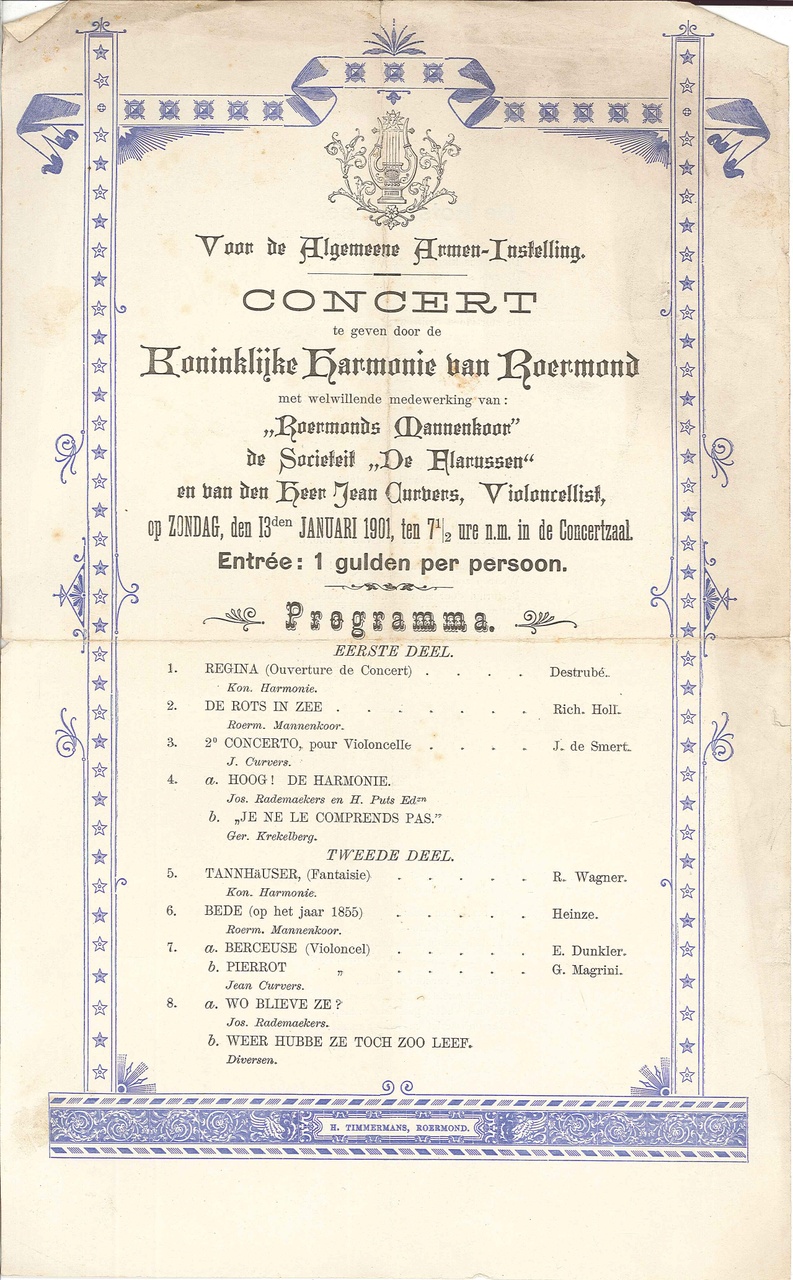 Voor de Algemeene Armen-Instelling.
CONCERT
te geven door de
Koninklijke Harmonie van Roermond
met welwillende medewerking van:
„Roermonds Mannenkoor”
de Societeit „De Flarussen“
en van den Heer Jean Curvers, Violoncellist,
op ZONDAG, den 13den JANUARI 1901, ten 7 1/2 ure n.m. in de Concertzaal.
Entrée: 1 gulden per persoon.
Programma.
EERSTE DEEL.
1. REGINA (Ouverture de Concert) . . . . Destrubé.
Kon. Harmonie.
2. DE ROTS IN ZEE . . . . . . . Rich. Holl.
Roerm. Mannenkoor.
3. 2º CONCERTO, pour Violoncelle . . . . J. de Smert.
J. Curvers.
4. a. HOOG! DE HARMONIE.
Jos. Rademaekers en H. Puts Edzn
b. „JE NE LE COMPRENDS PAS.”
Ger. Krekelberg.
TWEEDE DEEL.
5. TANNHäUSER, (Fantaisie) . . . . . R. Wagner.
Kon. Harmonie.
6. BEDE (op het jaar 1855) . . . . . Heinze.
Roerm. Mannenkoor.
7. a. BERCEUSE (Violoncel) . . . . . E. Dunkler.
b. PIERROT „ . . . . . G. Magrini.
Jean Curvers.
8. a. WO BLIEVE ZE?
Jos. Rademaekers.
b. WEER HUBBE ZE TOCH ZOO LEEF.
Diversen.
H. TIMMERMANS, ROERMOND.